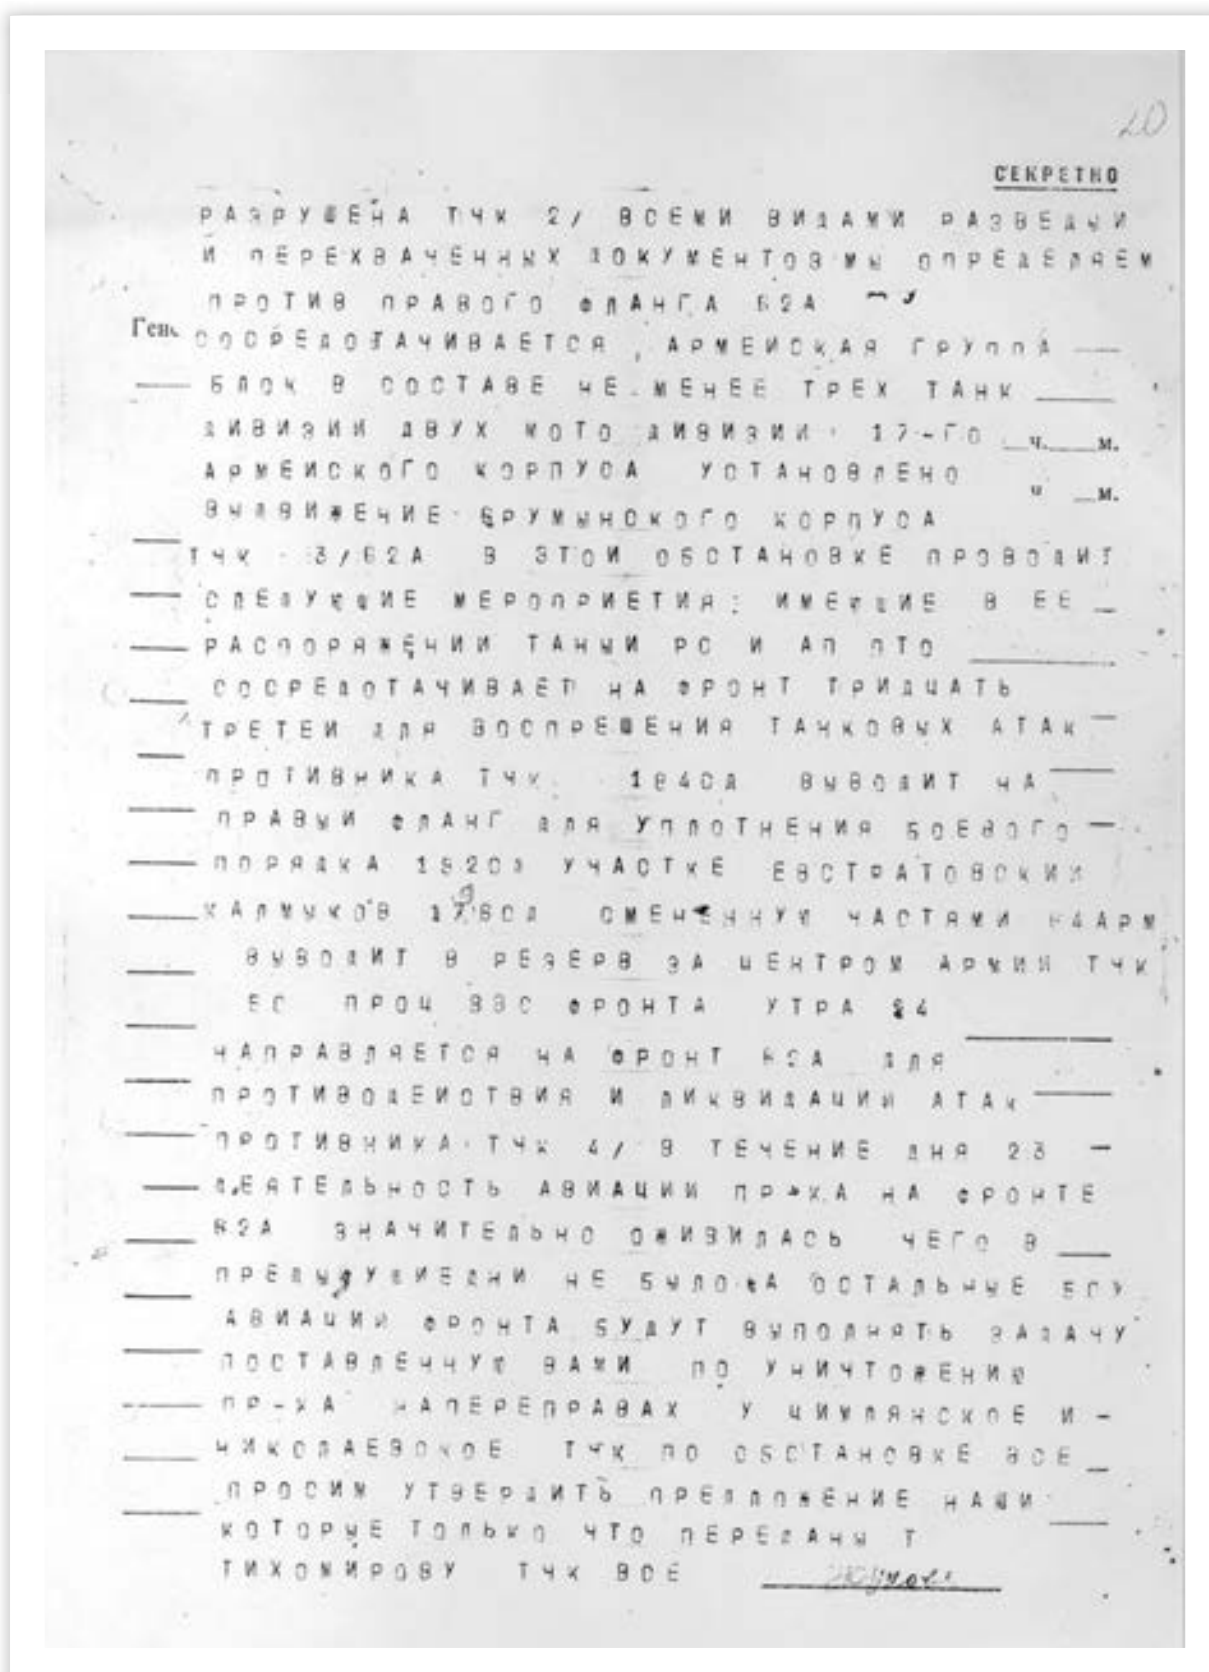 20
СЕКРЕТНО
РАЗРУШЕНА ТЧК 2/ ВСЕМИ ВИДАМИ РАЗВЕДКИ
И ПЕРЕХВАЧЕННЫХ ДОКУМЕНТОВ МЫ ОПРЕДЕЛЯЕМ
ПРОТИВ ПРАВОГО ФЛАНГА 62А
СОСРЕДОТАЧИВАЕТСЯ , АРМЕЙСКАЯ ГРУППА
БЛОК В СОСТАВЕ НЕ МЕНЕЕ ТРЕХ ТАНК
ДИВИЗИИ ДВУХ МОТО ДИВИЗИИ 17-ГО ч. м.
АРМЕИСКОГО КОРПУСА УСТАНОВЛЕНО м.
ВЫДВИЖЕНИЕ РУМЫНСКОГО КОРПУСА
ТЧК 3/62А В ЭТОЙ ОБСТАНОВКЕ ПРОВОДИТ
СЛЕДУЮЩИЕ МЕРОПРИЕТИЯ: ИМЕЮЩИЕ В ЕЕ
РАСПОРЯЖЕНИИ ТАНКИ РС И АП ПТО
СОСРЕДОТАЧИВАЕТ НА ФРОНТ ТРИДЦАТЬ
ТРЕТЕЙ ДЛЯ ВОСПРЕЩЕНИЯ ТАНКОВЫХ АТАК
ПРОТИВНИКА ТЧК 184СД ВЫВОДИТ НА
ПРАВЫЙ ФЛАНГ ДЛЯ УПЛОТНЕНИЯ БОЕВОГО
ПОРЯДКА 192СД УЧАСТКЕ ЕВСТРАТОВСКИЙ
КАЛМЫКОВ СМЕНЕННУЮ ЧАСТЯМИ 64АРМ
ВЫВОДИТ В РЕЗЕРВ ЗА ЦЕНТРОМ АРМИИ ТЧК
ПРОЦ ВВС ФРОНТА УТРА 24
НАПРАВЛЯЕТСЯ НА ФРОНТ 62А ДЛЯ
ПРОТИВОДЕЙСТВИЯ И ЛИКВИДАЦИИ АТАК
ПРОТИВНИКА ТЧК 4/ В ТЕЧЕНИЕ ДНЯ 23
ДЕЯТЕЛЬНОСТЬ АВИАЦИИ ПР-КА НА ФРОНТЕ
62А ЗНАЧИТЕЛЬНО ОЖИВИЛАСЬ ЧЕГО В
ПРЕДЫДУЩИЕДНИ НЕ БЫЛО А ОСТАЛЬНЫЕ
АВИАЦИИ ФРОНТА БУДУТ ВЫПОЛНЯТЬ ЗАДАЧУ
ПОСТАВЛЕННУЮ ВАМИ ПО УНИЧТОЖЕНИЮ
ПР-КА НАПЕРЕПРАВАХ У ЦИМЛЯНСКОЕ И -
НИКОЛАЕВСКОЕ ТЧК ПО ОБСТАНОВКЕ ВСЕ
ПРОСИМ УТВЕРДИТЬ ПРЕДЛОЖЕНИЕ НАШИ
КОТОРЫЕ ТОЛЬКО ЧТО ПЕРЕДАНЫ Т
ТИХОМИРОВУ ТЧК ВСЕ